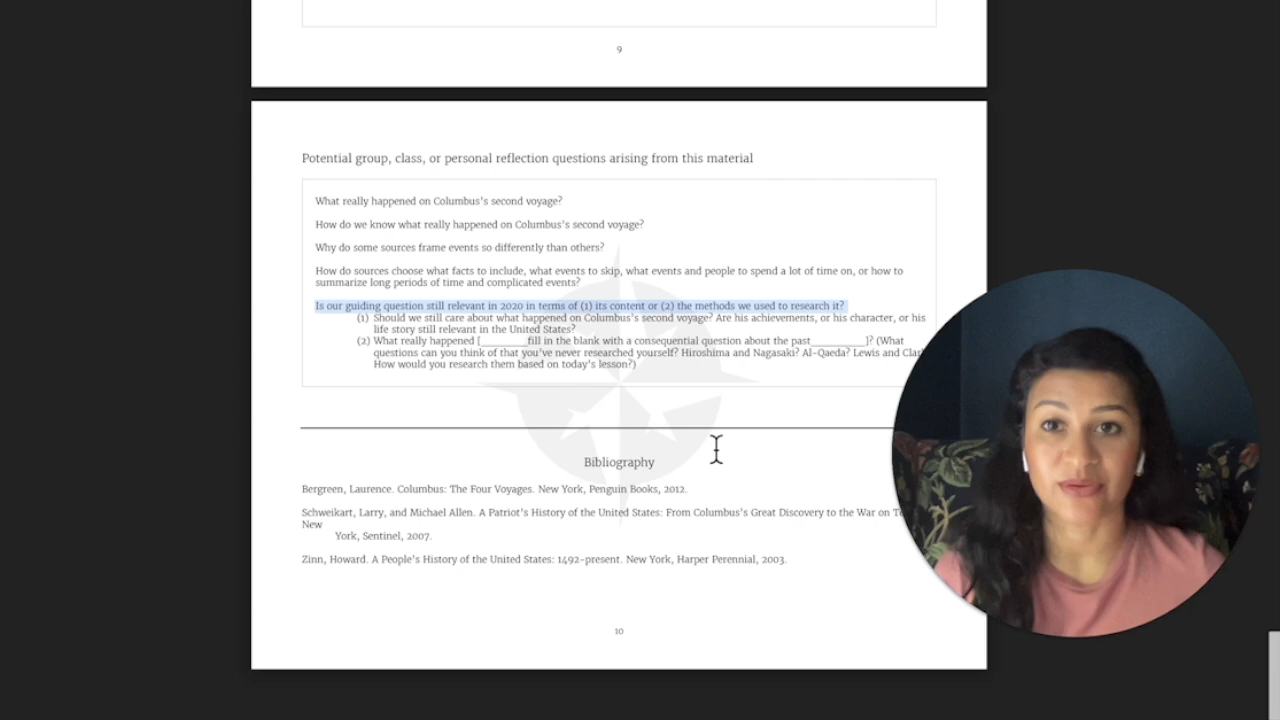 9
Potential group, class, or personal reflection questions arising from this material
What really happened on Columbus's second voyage?
How do we know what really happened on Columbus's second voyage?
Why do some sources frame events so differently than others?
How do sources choose what facts to include, what events to skip, what events and people to spend a lot of time on, or how to
summarize long periods of time and complicated events?
Is our guiding question still relevant in 2020 in terms of (1) its content or (2) the methods we used to research it?
(1) Should we still care about what happened on Columbus's second voyage? Are his achievements, or his character, or his
life story still relevant in the United States?
(2) What really happened [________fill in the blank with a consequential question about the past__________]? (What
questions can you think of that you've never researched yourself? Hiroshima and Nagasaki? Al-Qaeda? Lewis and
How would you research them based on today's lesson?)
Bibliography
Bergreen, Laurence. Columbus: The Four Voyages. New York, Penguin Books, 2012.
Schweikart, Larry, and Michael Allen. A Patriot's History of the United States: From Columbus's Great Discovery to the War on
New
York, Sentinel, 2007.
Zinn, Howard. A People's History of the United States: 1492-present. New York, Harper Perennial, 2003.
10